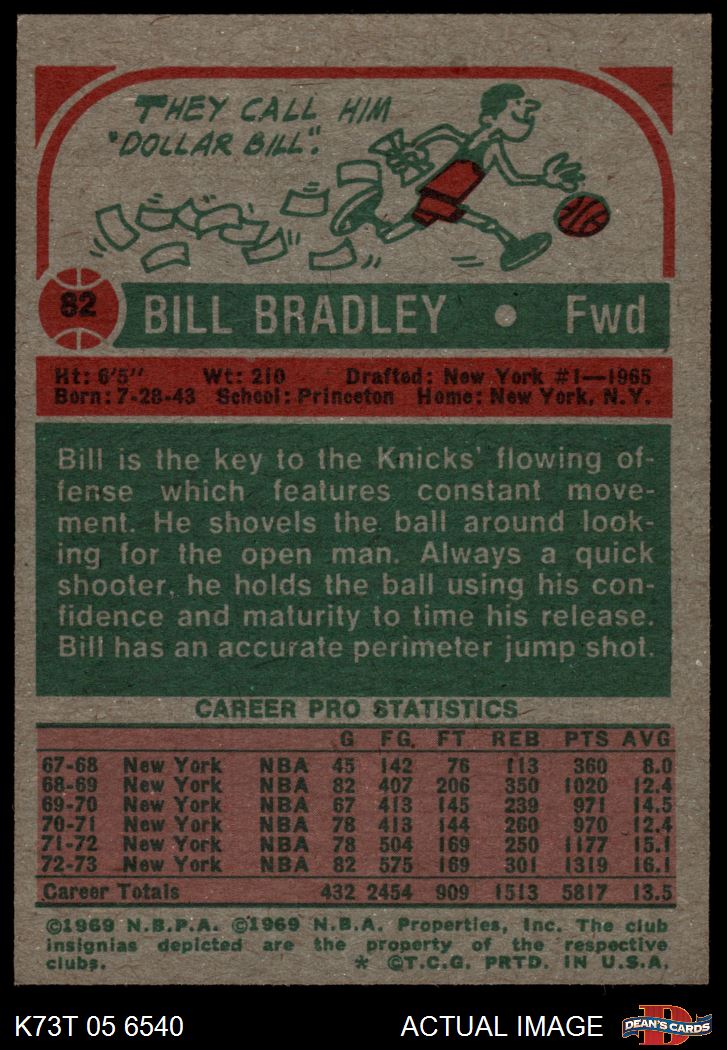 THEY CALL HIM
"DOLLAR BILL".
82
BILL BRADLEY • Fwd
Ht: 6'5" Wt: 210 Drafted: New York #1—1965
Born: 7-28-43 School: Princeton Home: New York, N.Y.
Bill is the key to the Knicks' flowing of-
fense which features constant move-
ment. He shovels the ball around look-
ing for the open man. Always a quick
shooter, he holds the ball using his con-
fidence and maturity to time his release.
Bill has an accurate perimeter jump shot.
CAREER PRO STATISTICS
G FG. FT REB PTS AVG
67-68 New York NBA 45 142 76 113 360 8.0
68-69 New York NBA 82 407 206 350 1020 12.4
69-70 New York NBA 67 413 145 239 971 14.5
70-71 New York NBA 78 413 144 260 970 12.4
71-72 New York NBA 78 504 169 250 1177 15.1
72-73 New York NBA 82 575 169 301 1319 16.1
Career Totals 432 2454 909 1513 5817 13.5
©1969 N.B.P.A. ©1969 N.B.A. Properties, Inc. The club
insignias depicted are the property of the respective
clubs. * ©T.C.G. PRTD. IN U.S.A.
K73T 05 6540 ACTUAL IMAGE
D
DEAN'S CARDS